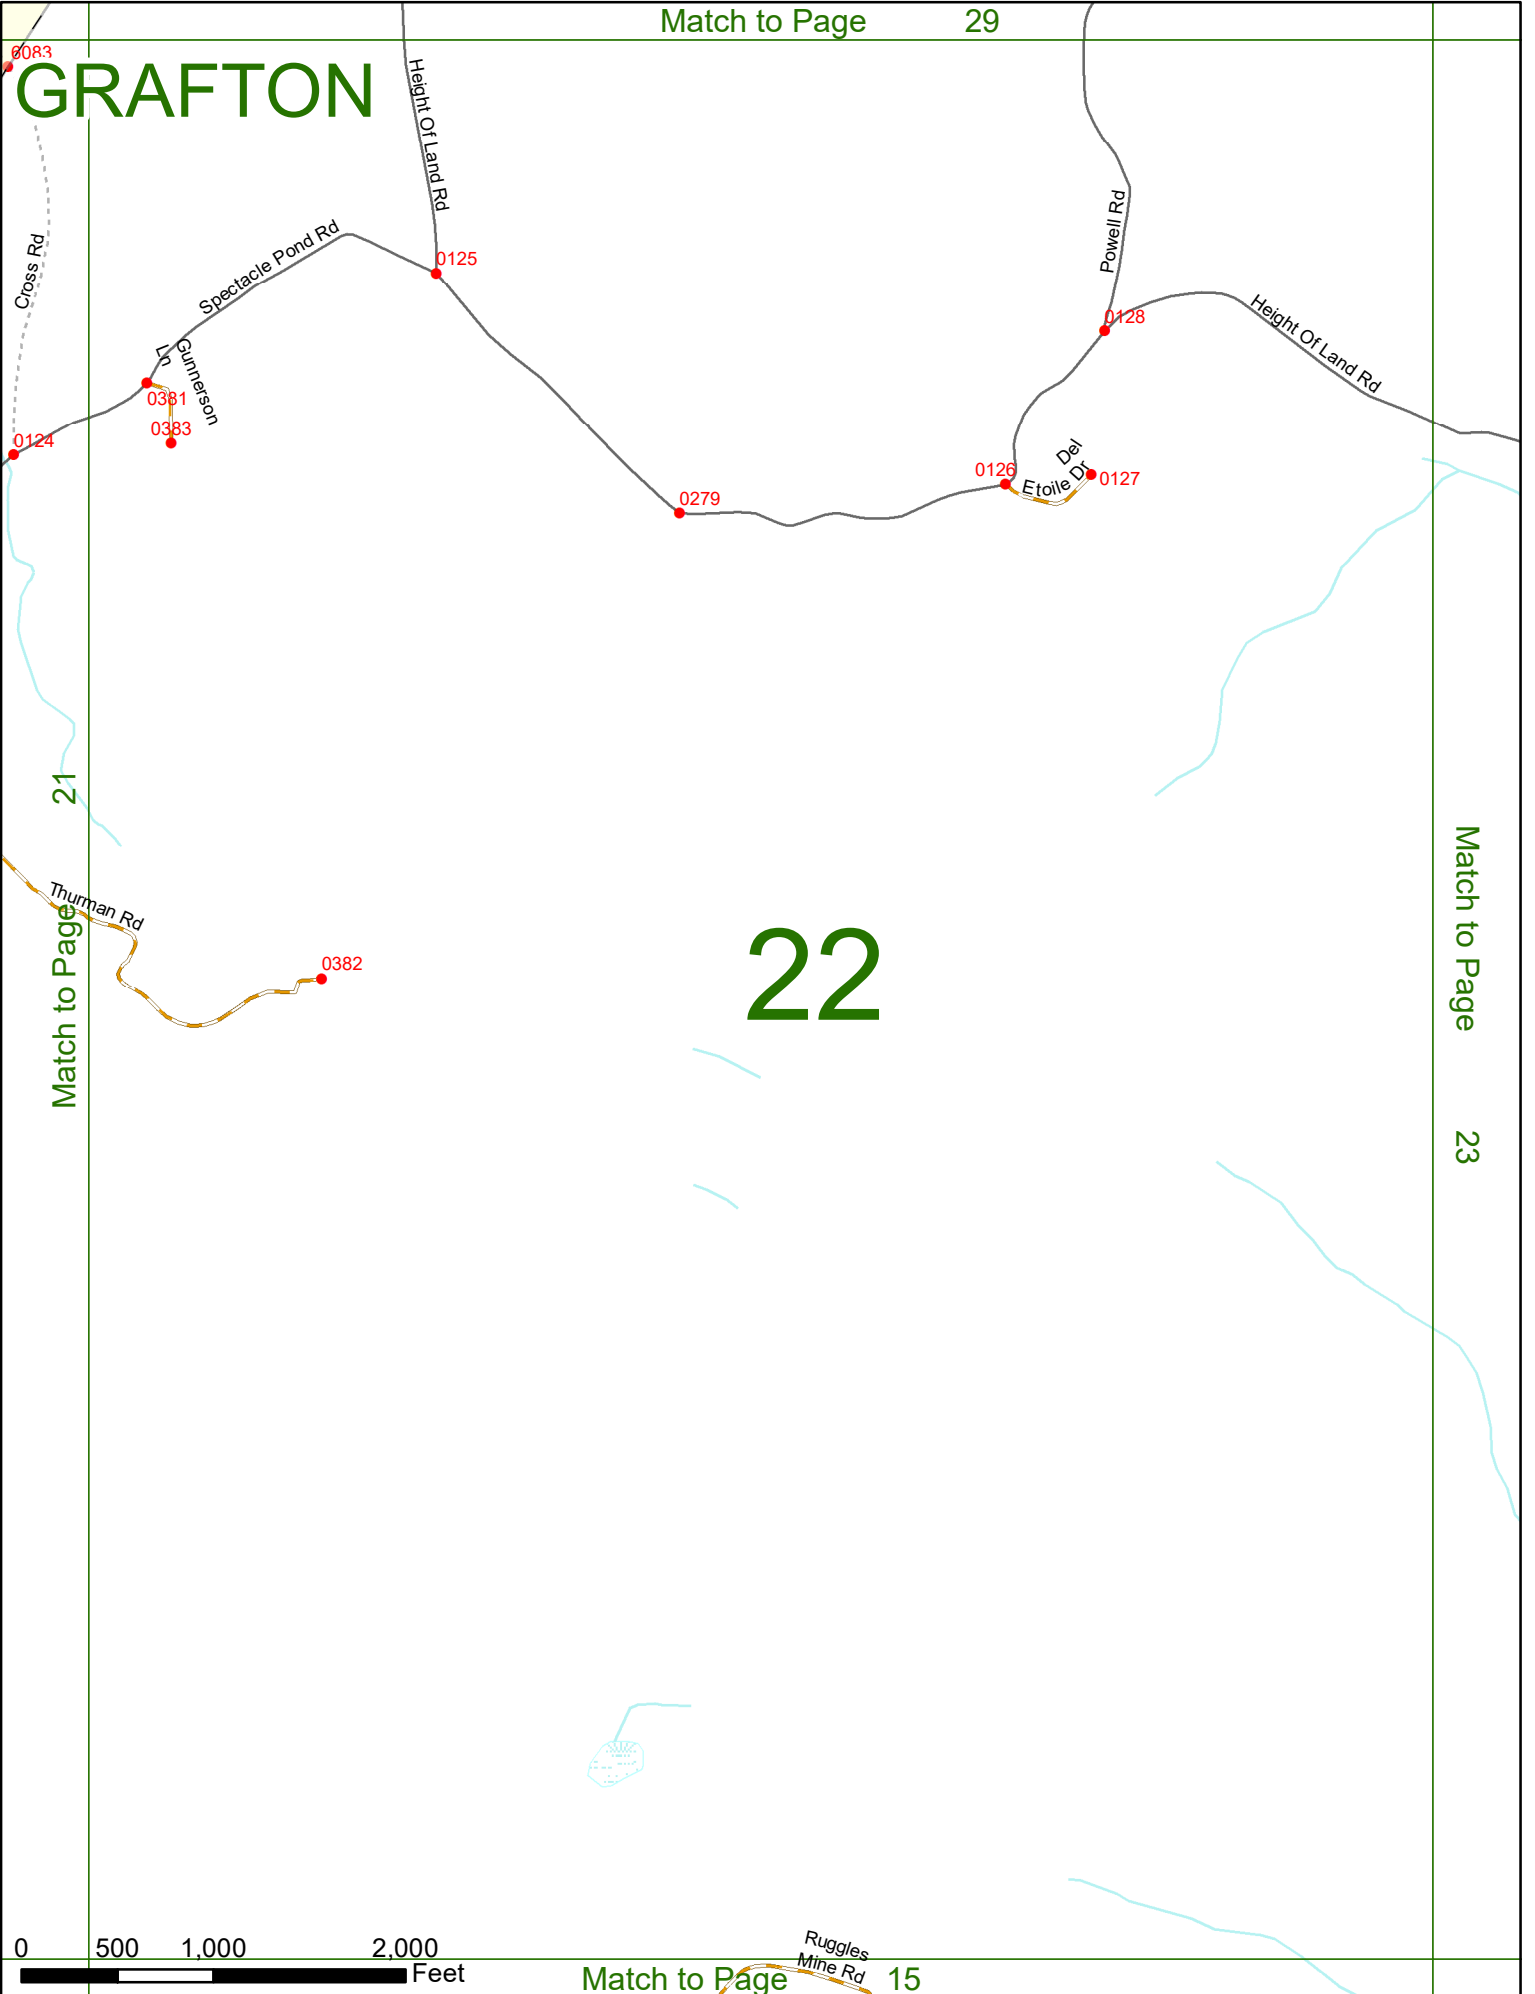 Match to Page 29
6083
GRAFTON
Height Of Land Rd
Cross Rd
Spectacle Pond Rd
0125
Powell Rd
0128
Height Of Land Rd
Gunnerson
Ln
0381
0383
0124
0126
Del
Etoile Dr
0127
0279
Match to Page 21
Thurman Rd
0382
22
Match to Page 23
0 500 1,000 2,000
Feet
Ruggles
Mine Rd
Match to Page 15